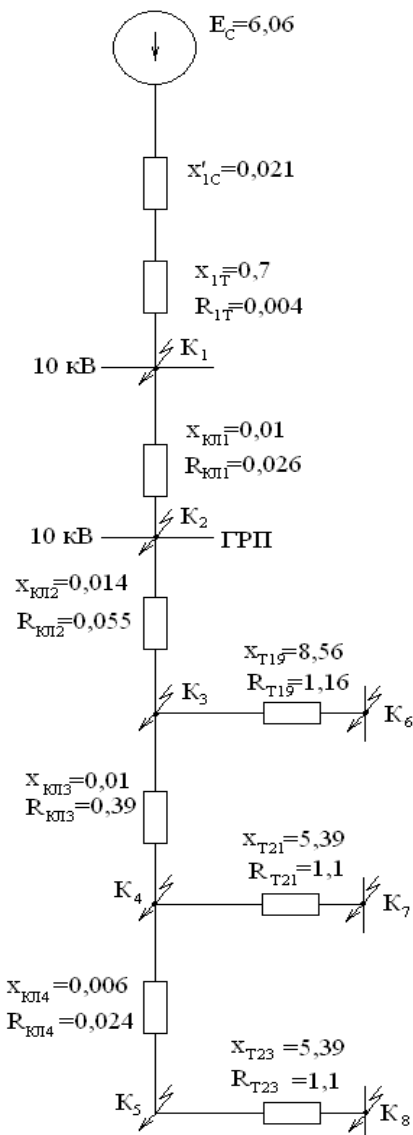 E_C=6,06
x'_1C=0,021
x_1T=0,7
R_1T=0,004
K_1
10 кВ
x_КЛ1=0,01
R_КЛ1=0,026
K_2
10 кВ
ГРП
x_КЛ2=0,014
R_КЛ2=0,055
x_Т19=8,56
R_Т19=1,16
K_3
K_6
x_КЛ3=0,01
R_КЛ3=0,39
x_Т21=5,39
R_Т21=1,1
K_4
K_7
x_КЛ4=0,006
R_КЛ4=0,024
x_Т23=5,39
R_Т23 =1,1
K_5
K_8